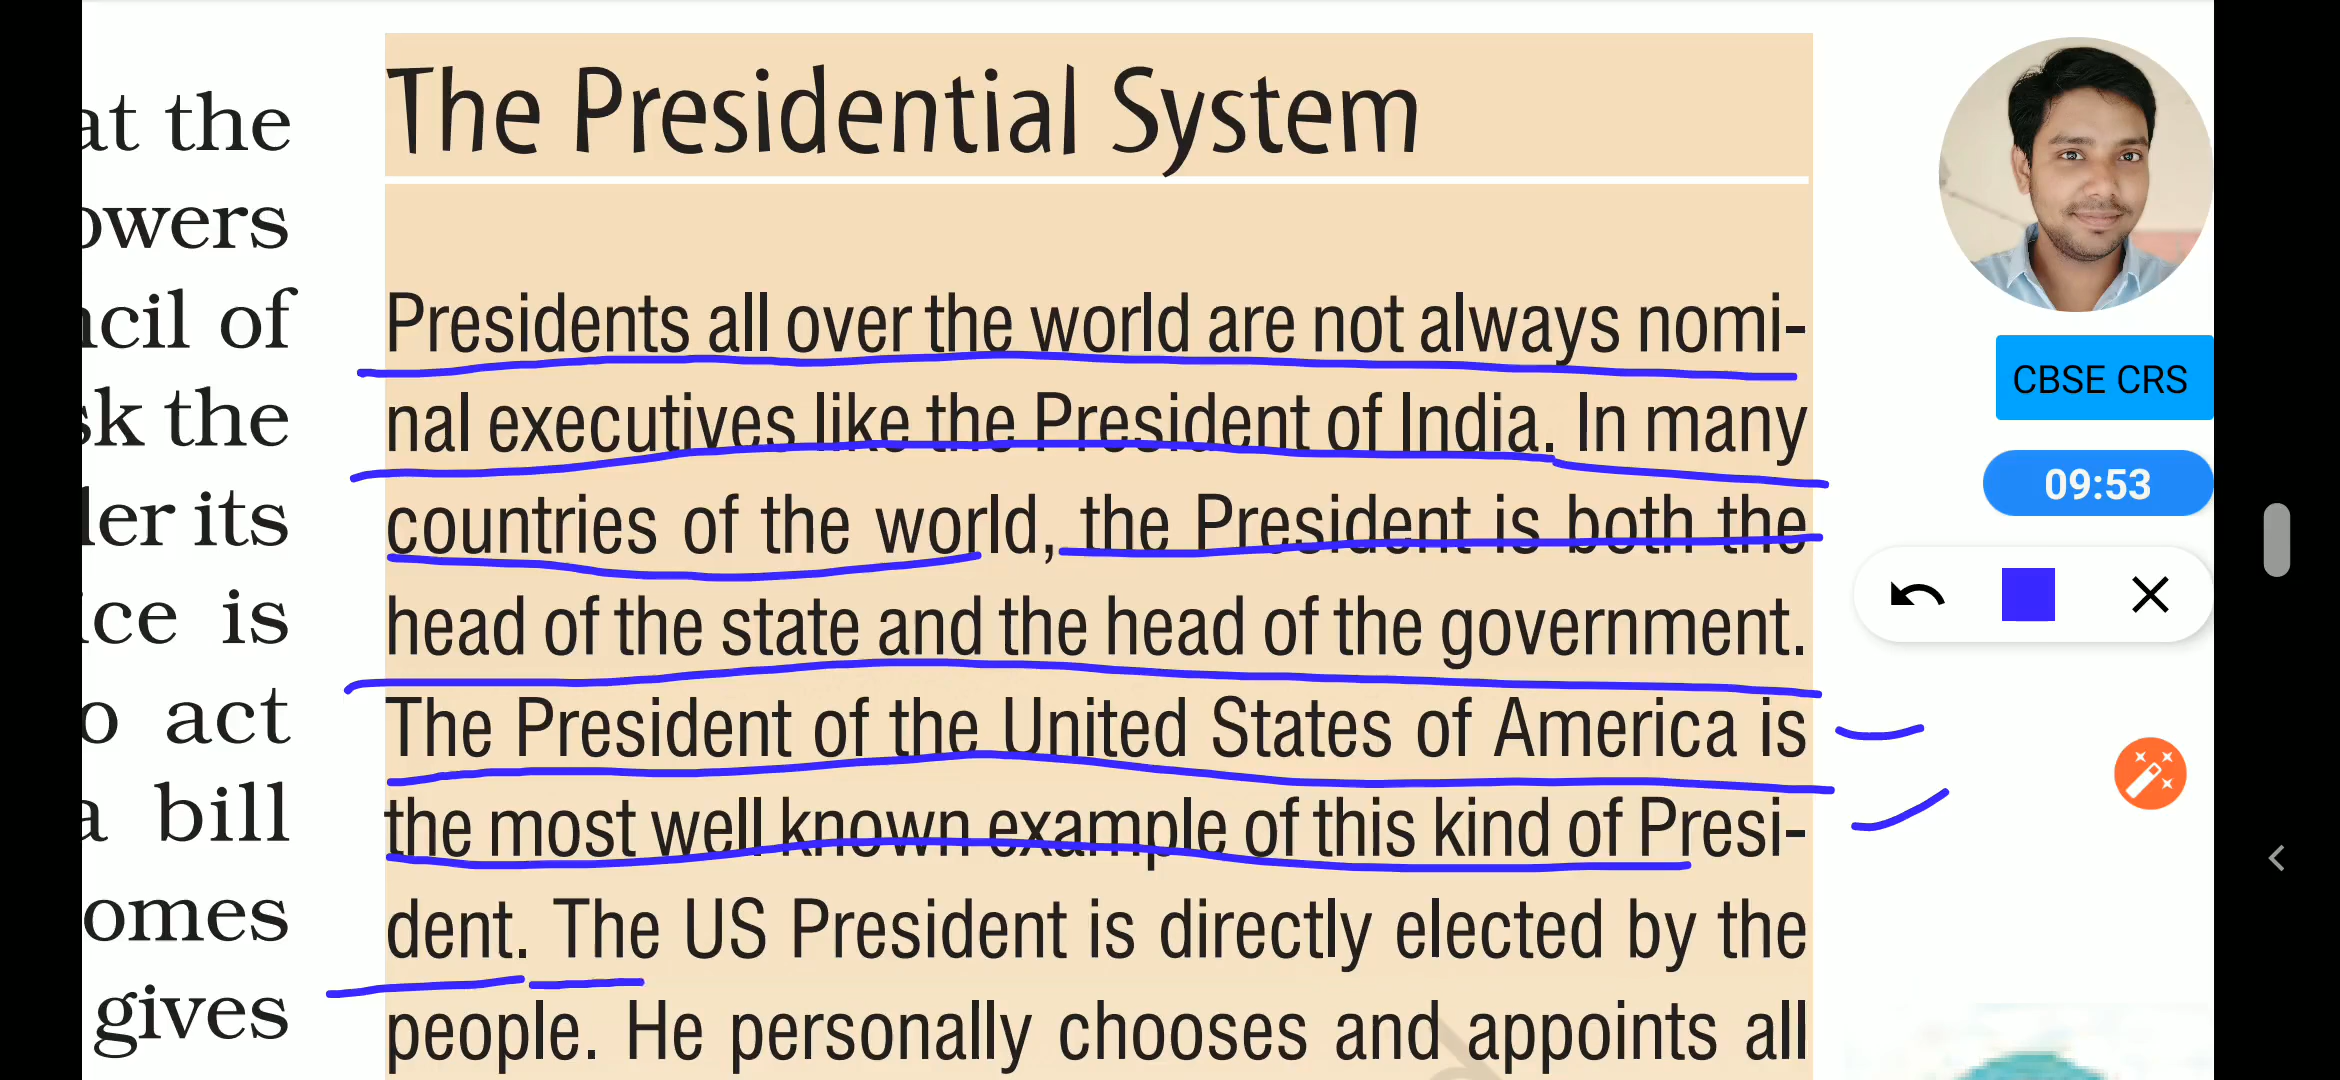 at the
owers
ncil of
sk the
der its
ice is
o act
a bill
omes
gives
The Presidential System
Presidents all over the world are not always nomi-
nal executives like the President of India. In many
countries of the world, the President is both the
head of the state and the head of the government.
The President of the United States of America is
the most well known example of this kind of Presi-
dent. The US President is directly elected by the
people. He personally chooses and appoints all
CBSE CRS
09:53